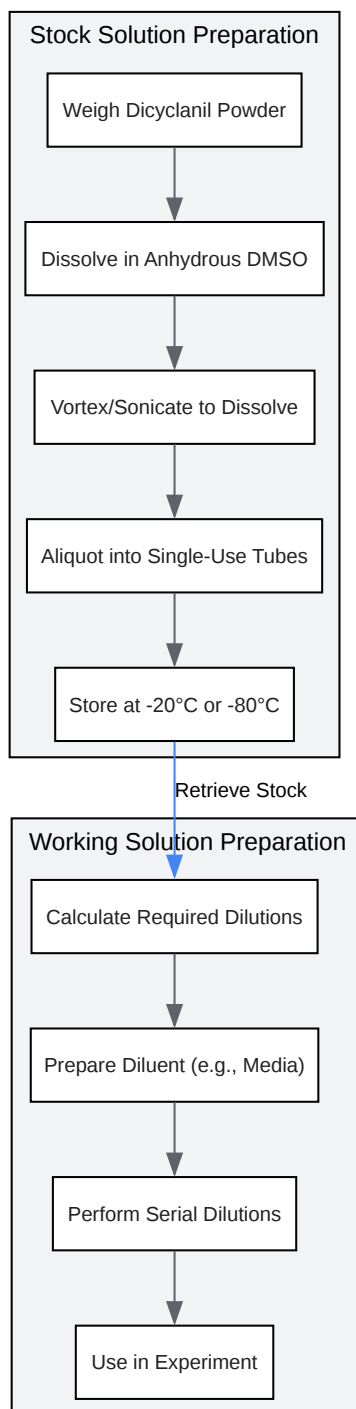 Stock Solution Preparation
Weigh Dicyclanil Powder
Dissolve in Anhydrous DMSO
Vortex/Sonicate to Dissolve
Aliquot into Single-Use Tubes
Store at -20°C or -80°C
Retrieve Stock
Working Solution Preparation
Calculate Required Dilutions
Prepare Diluent (e.g., Media)
Perform Serial Dilutions
Use in Experiment